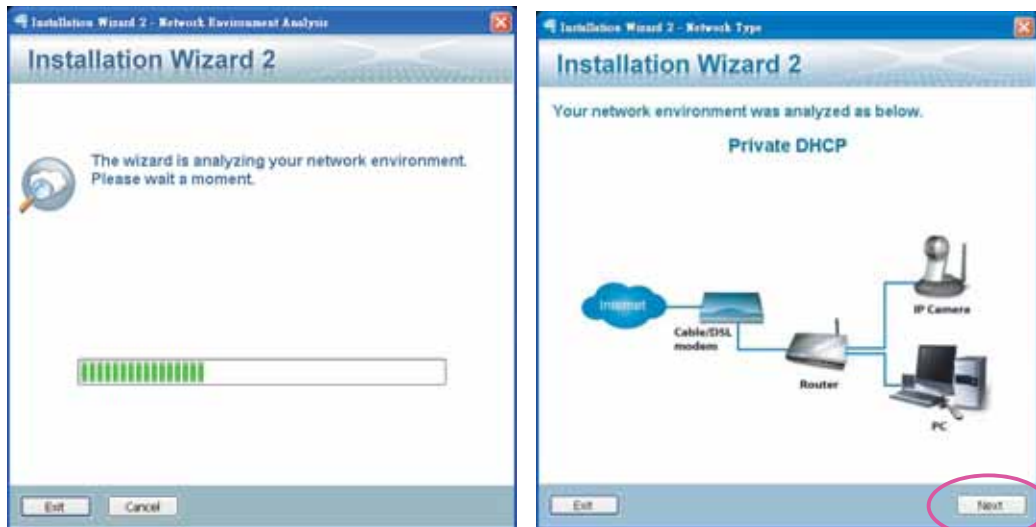 Installation Wizard 2 - Network Environment Analysis
Installation Wizard 2
The wizard is analyzing your network environment.
Please wait a moment.
Exit
Cancel
Installation Wizard 2 - Network Type
Installation Wizard 2
Your network environment was analyzed as below.
Private DHCP
Internet
Cable/DSL
modem
Router
IP Camera
PC
Exit
Next